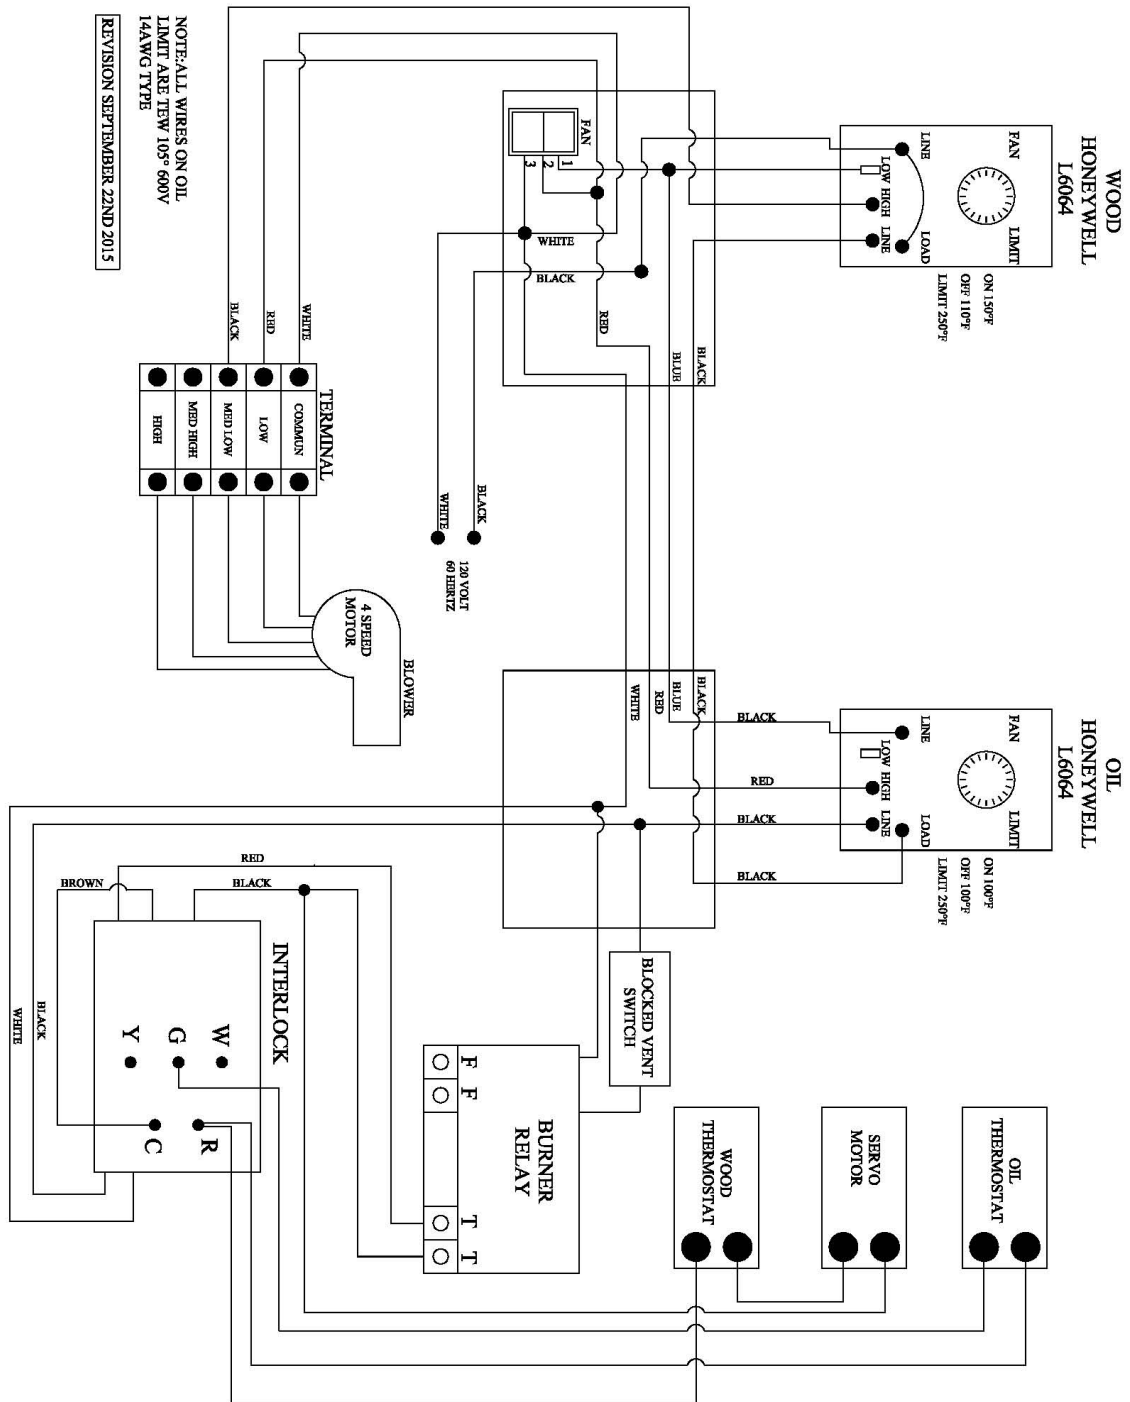 WOOD
HONEYWELL
L6064
FAN
LIMIT
LINE
LOW
HIGH
LINE
LOAD
ON 150°F
OFF 110°F
LIMIT 250°F
OIL
HONEYWELL
L6064
FAN
LIMIT
LINE
LOW
HIGH
LINE
LOAD
ON 100°F
OFF 100°F
LIMIT 250°F
FAN
1
2
3
WHITE
BLACK
RED
BLUE
BLACK
BLACK
WHITE
120 VOLT
60 HERTZ
WHITE
RED
BLUE
BLACK
BLACK
RED
BLACK
BLACK
WHITE
RED
BLACK
TERMINAL
COMMUN
LOW
MED LOW
MED HIGH
HIGH
4 SPEED
MOTOR
BLOWER
BLOCKED VENT
SWITCH
BURNER
RELAY
F
F
T
T
RED
BLACK
BROWN
BLACK
WHITE
INTERLOCK
W
G
Y
R
C
OIL
THERMOSTAT
SERVO
MOTOR
WOOD
THERMOSTAT
NOTE:ALL WIRES ON OIL
LIMIT ARE TEW 105° 600V
14AWG TYPE
REVISION SEPTEMBER 22ND 2015